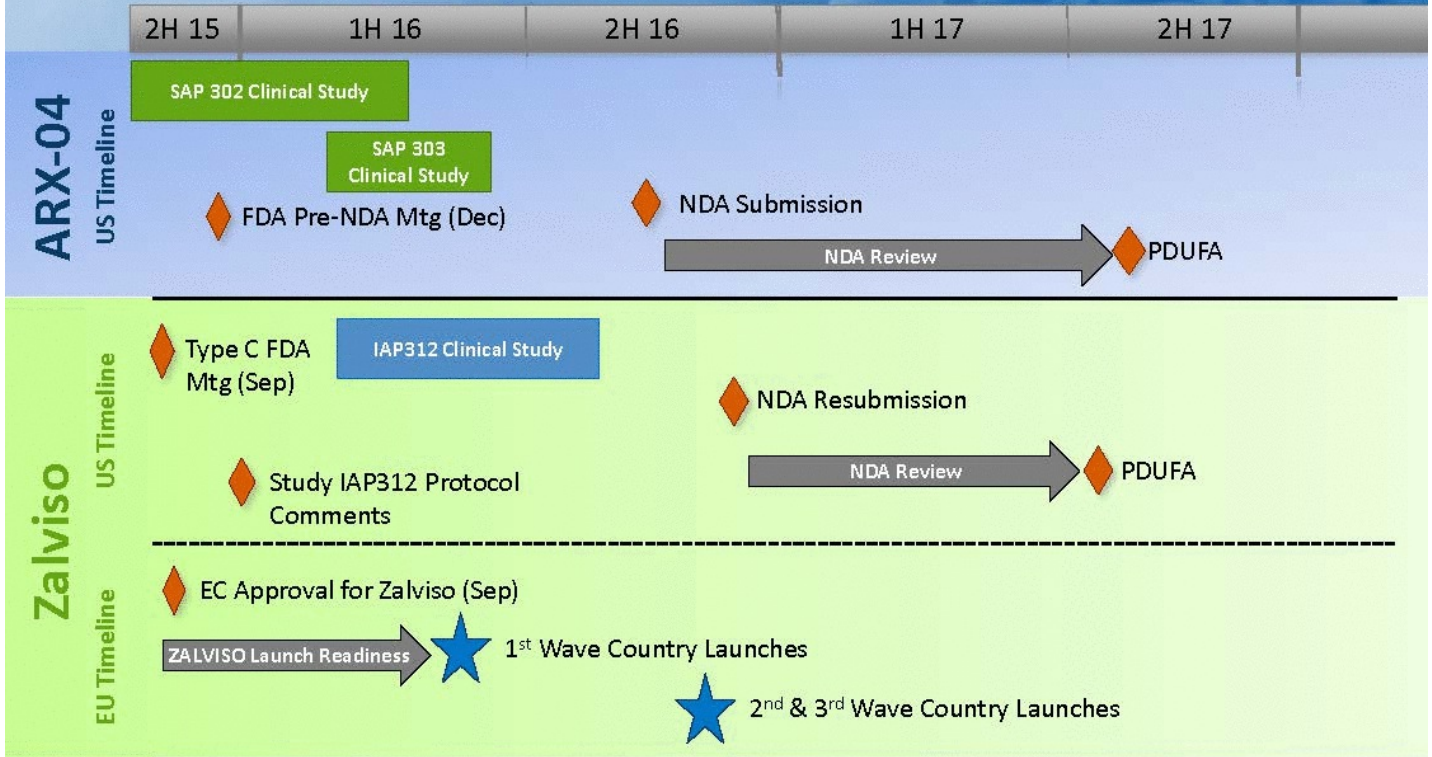 2H 15 1H 16 2H 16 1H 17 2H 17
ARX-04
US Timeline
SAP 302 Clinical Study
SAP 303
Clinical Study
FDA Pre-NDA Mtg (Dec)
NDA Submission
NDA Review
PDUFA
Zalviso
US Timeline
Type C FDA
Mtg (Sep)
IAP312 Clinical Study
NDA Resubmission
NDA Review
PDUFA
Study IAP312 Protocol
Comments
EU Timeline
EC Approval for Zalviso (Sep)
ZALVISO Launch Readiness
1st Wave Country Launches
2nd & 3rd Wave Country Launches